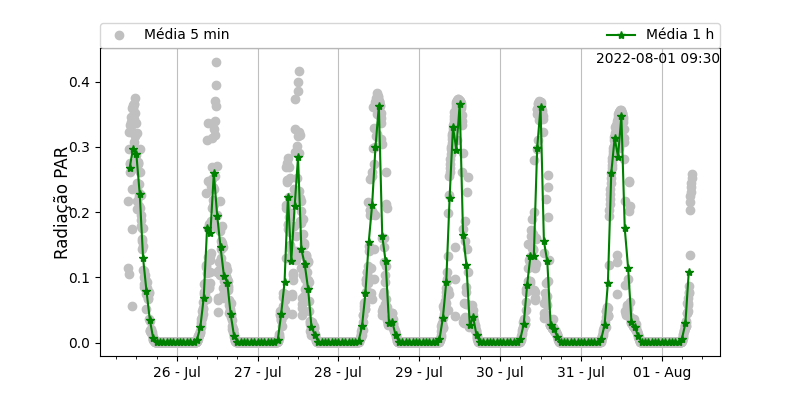 Média 5 min
Média 1 h
2022-08-01 09:30
Radiação PAR
0.4
0.3
0.2
0.1
0.0
26 - Jul
27 - Jul
28 - Jul
29 - Jul
30 - Jul
31 - Jul
01 - Aug